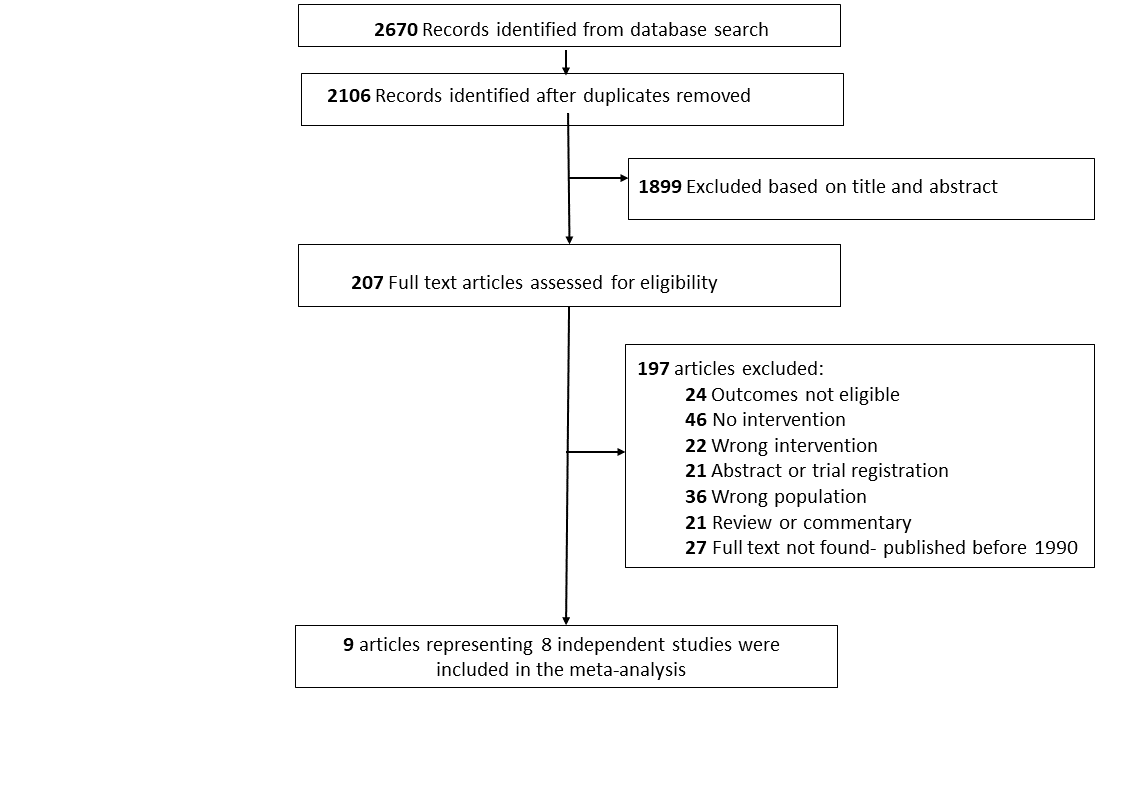 2670 Records identified from database search
2106 Records identified after duplicates removed
1899 Excluded based on title and abstract
207 Full text articles assessed for eligibility
197 articles excluded:
24 Outcomes not eligible
46 No intervention
22 Wrong intervention
21 Abstract or trial registration
36 Wrong population
21 Review or commentary
27 Full text not found- published before 1990
9 articles representing 8 independent studies were
included in the meta-analysis